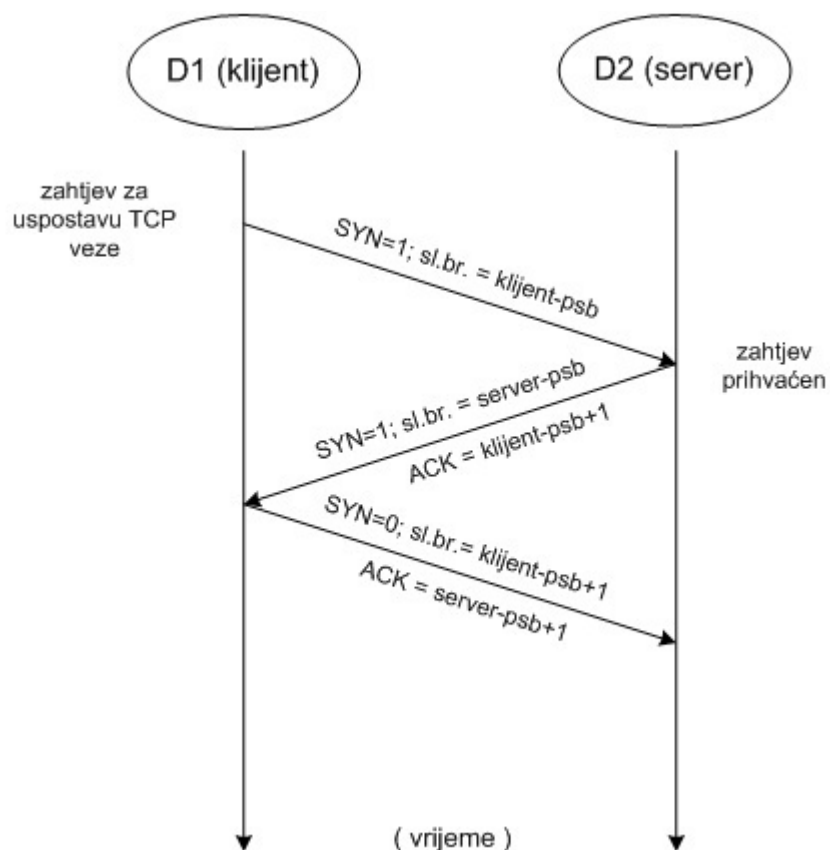 D1 (klijent)
D2 (server)
zahtjev za
uspostavu TCP
veze
SYN=1; sl.br. = klijent-psb
zahtjev
prihvaćen
SYN=1; sl.br. = server-psb
ACK = klijent-psb+1
SYN=0; sl.br.= klijent-psb+1
ACK = server-psb+1
( vrijeme )